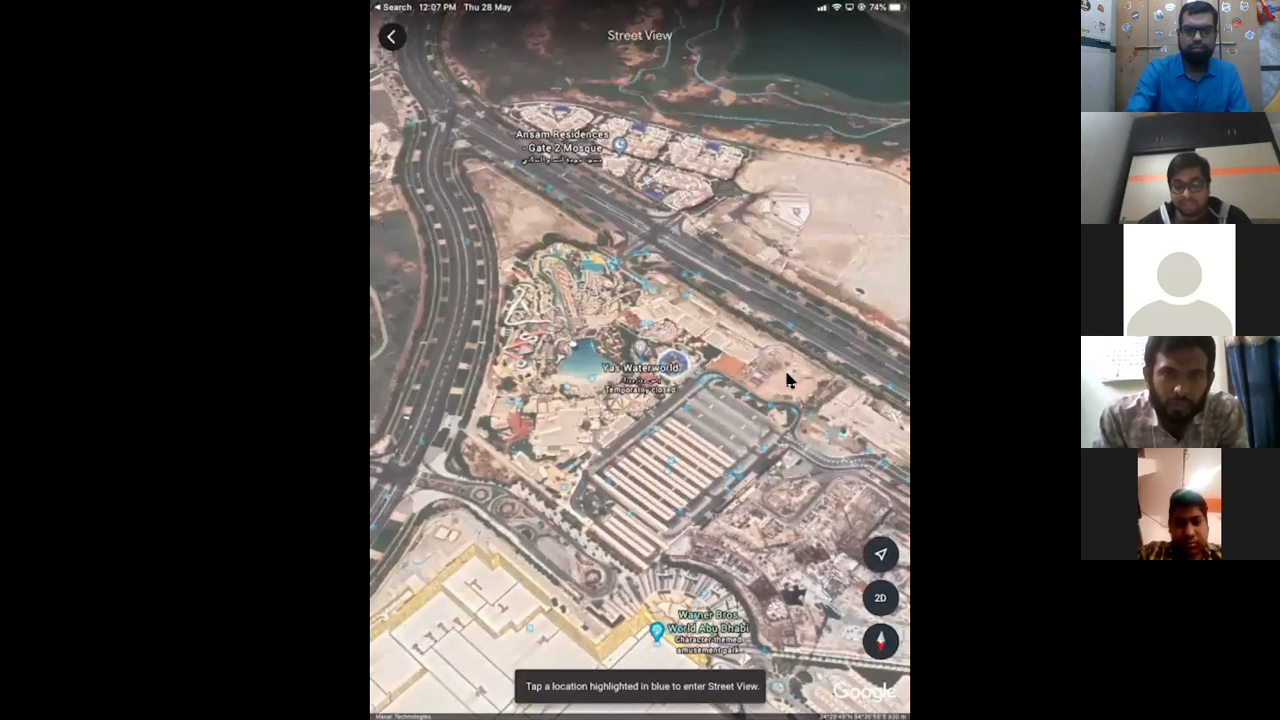 Search 12:07 PM Thu 28 May
74%
Street View
Ansam Residences
- Gate 2 Mosque
Yas Waterworld
Temporarily closed
2D
Warner Bros.
World Abu Dhabi
Character-themed
amusement park
Tap a location highlighted in blue to enter Street View.
Google
Maxar Technologies